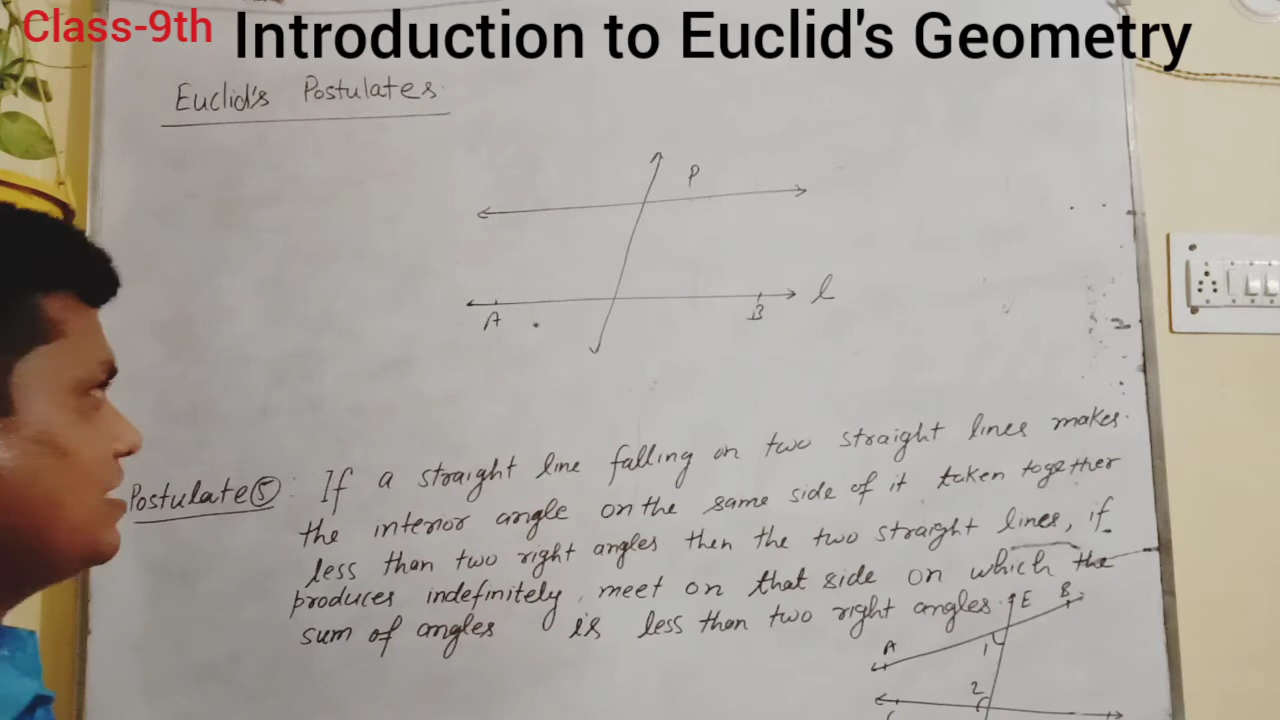 Class-9th Introduction to Euclid's Geometry
Euclid's Postulates.
P
l
A B
Postulate⑤: If a straight line falling on two straight lines makes.
the interior angle on the same side of it taken together
less than two right angles then the two straight lines, if
produces indefinitely, meet on that side on which the
sum of angles is less than two right angles.
E B
A
1
2
C